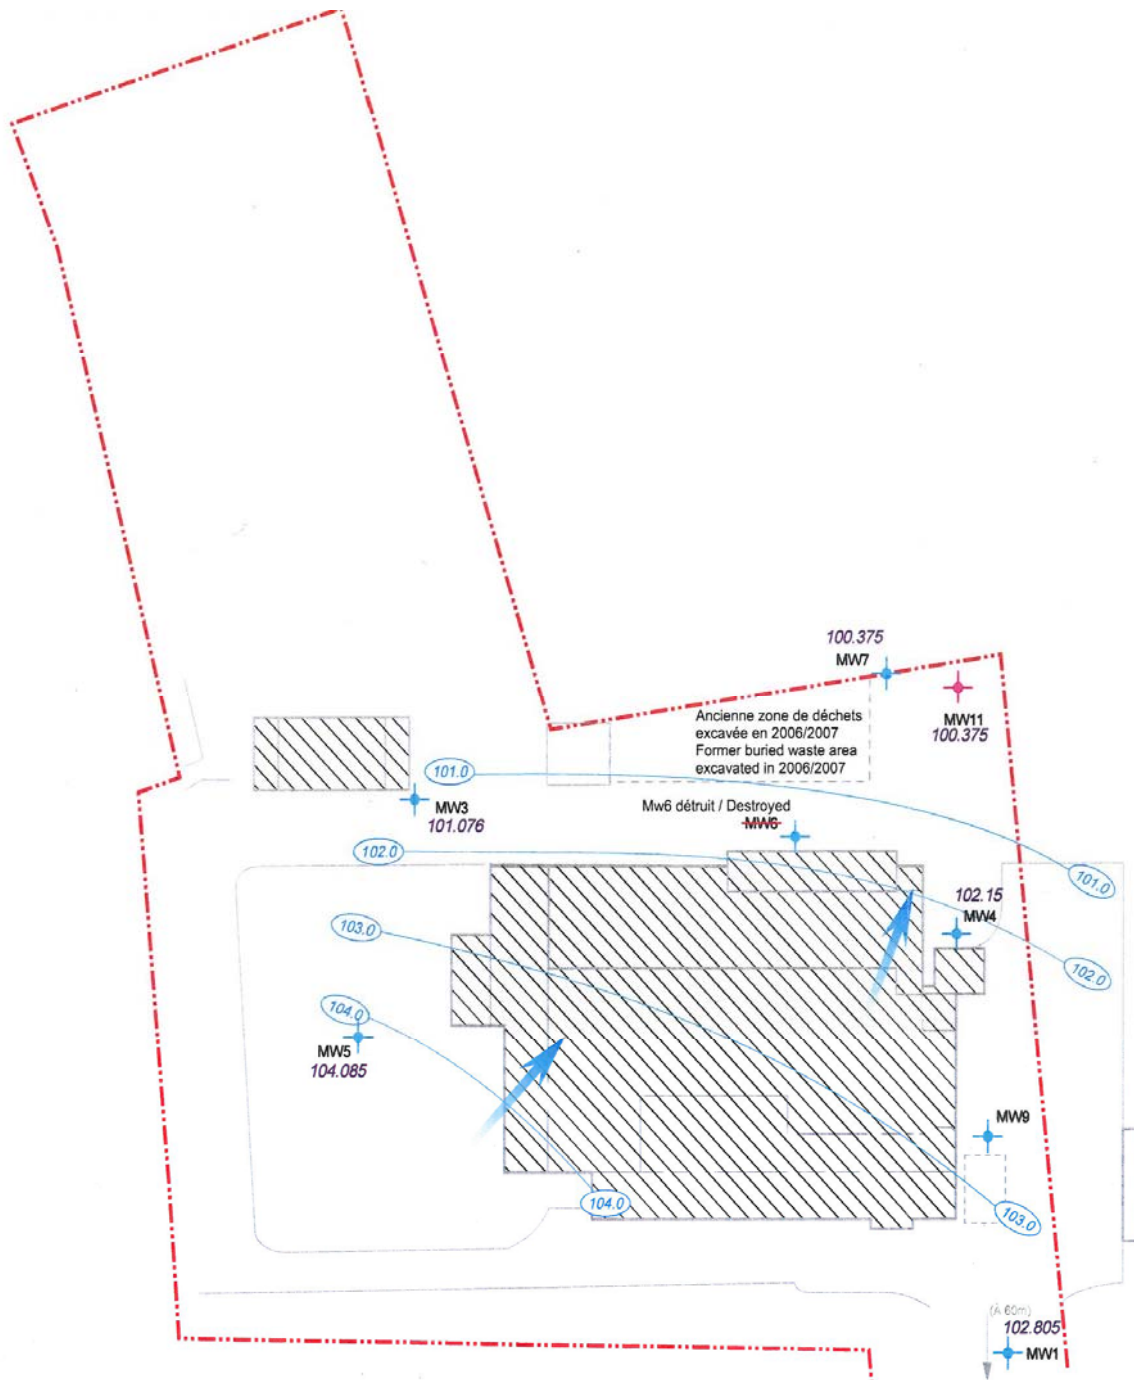 100.375
MW7
MW11
100.375
Ancienne zone de déchets
excavée en 2006/2007
Former buried waste area
excavated in 2006/2007
101.0
MW3
101.076
Mw6 détruit / Destroyed
MW6
102.0
101.0
102.15
MW4
103.0
102.0
104.0
MW5
104.085
MW9
104.0
103.0
(À 60m)
102.805
MW1